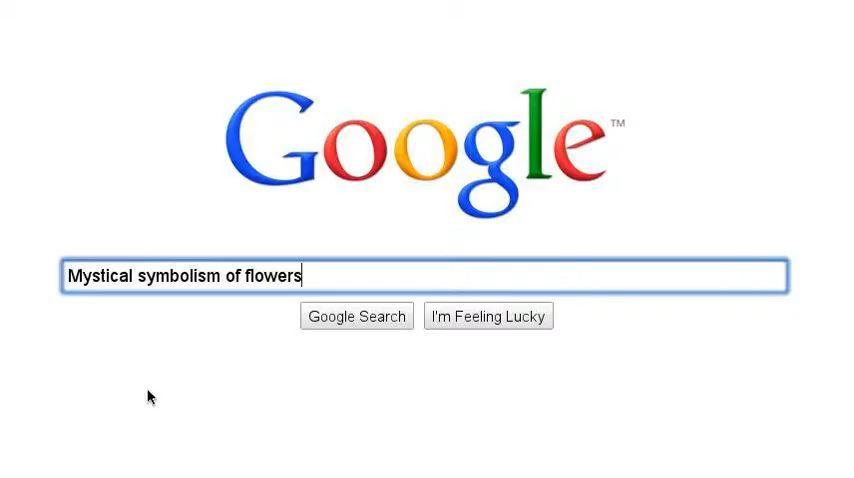 Google™
Mystical symbolism of flowers
Google Search
I'm Feeling Lucky